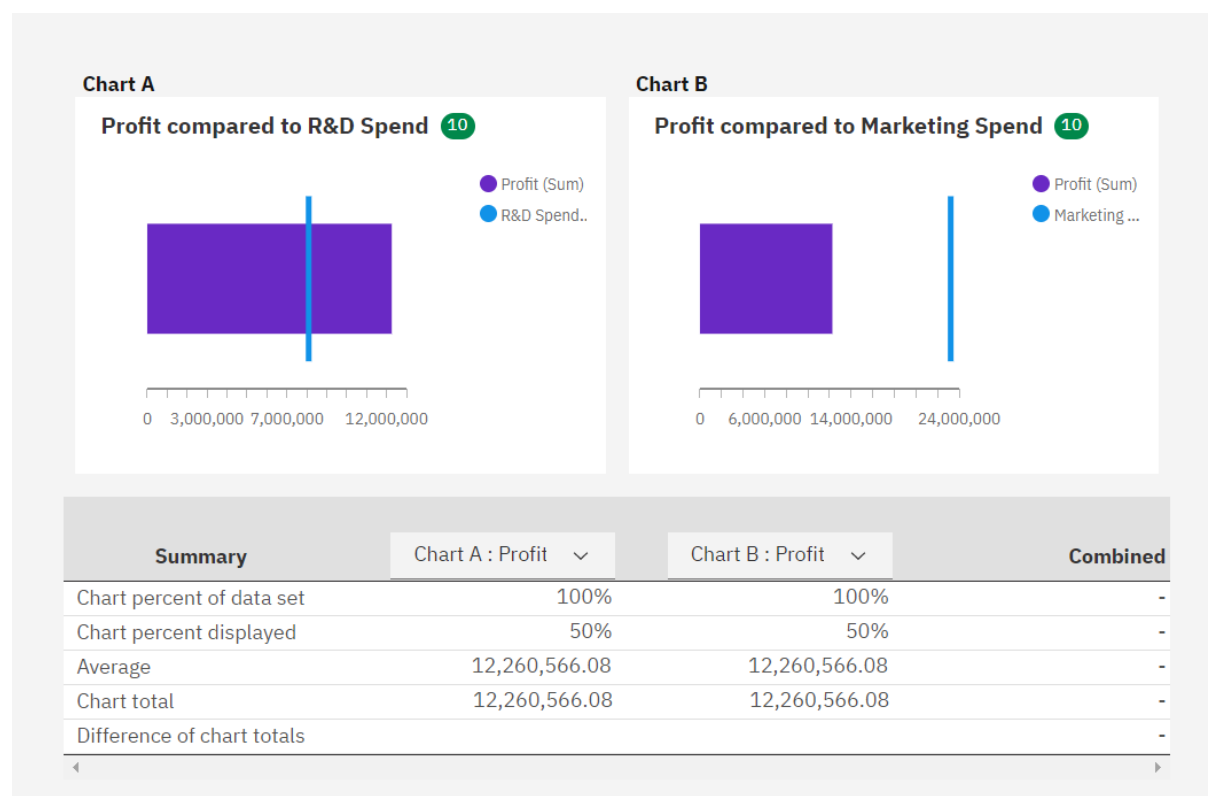 Chart A
Profit compared to R&D Spend 10
Profit (Sum)
R&D Spend..
0 3,000,000 7,000,000 12,000,000
Chart B
Profit compared to Marketing Spend 10
Profit (Sum)
Marketing ...
0 6,000,000 14,000,000 24,000,000
Summary Chart A : Profit Chart B : Profit Combined
Chart percent of data set 100% 100% -
Chart percent displayed 50% 50% -
Average 12,260,566.08 12,260,566.08 -
Chart total 12,260,566.08 12,260,566.08 -
Difference of chart totals -